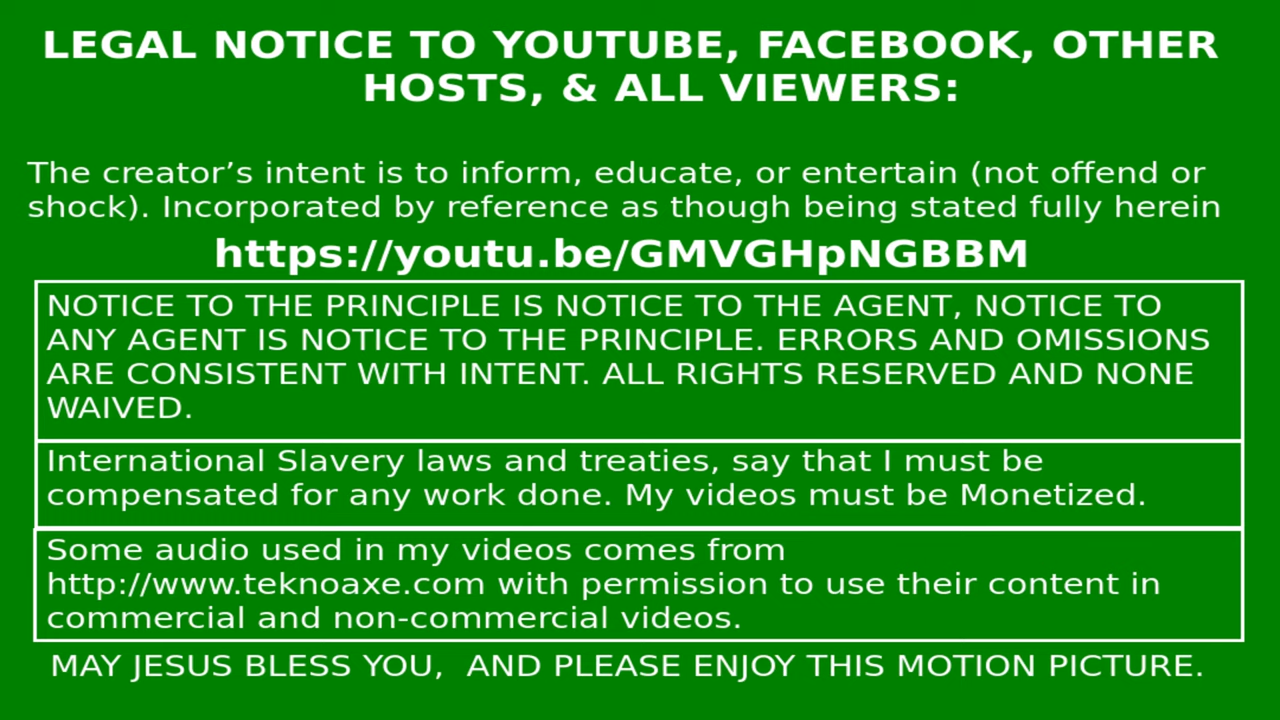 LEGAL NOTICE TO YOUTUBE, FACEBOOK, OTHER
HOSTS, & ALL VIEWERS:
The creator’s intent is to inform, educate, or entertain (not offend or
shock). Incorporated by reference as though being stated fully herein
https://youtu.be/GMVGHpNGBBM
NOTICE TO THE PRINCIPLE IS NOTICE TO THE AGENT, NOTICE TO
ANY AGENT IS NOTICE TO THE PRINCIPLE. ERRORS AND OMISSIONS
ARE CONSISTENT WITH INTENT. ALL RIGHTS RESERVED AND NONE
WAIVED.
International Slavery laws and treaties, say that I must be
compensated for any work done. My videos must be Monetized.
Some audio used in my videos comes from
http://www.teknoaxe.com with permission to use their content in
commercial and non-commercial videos.
MAY JESUS BLESS YOU,  AND PLEASE ENJOY THIS MOTION PICTURE.